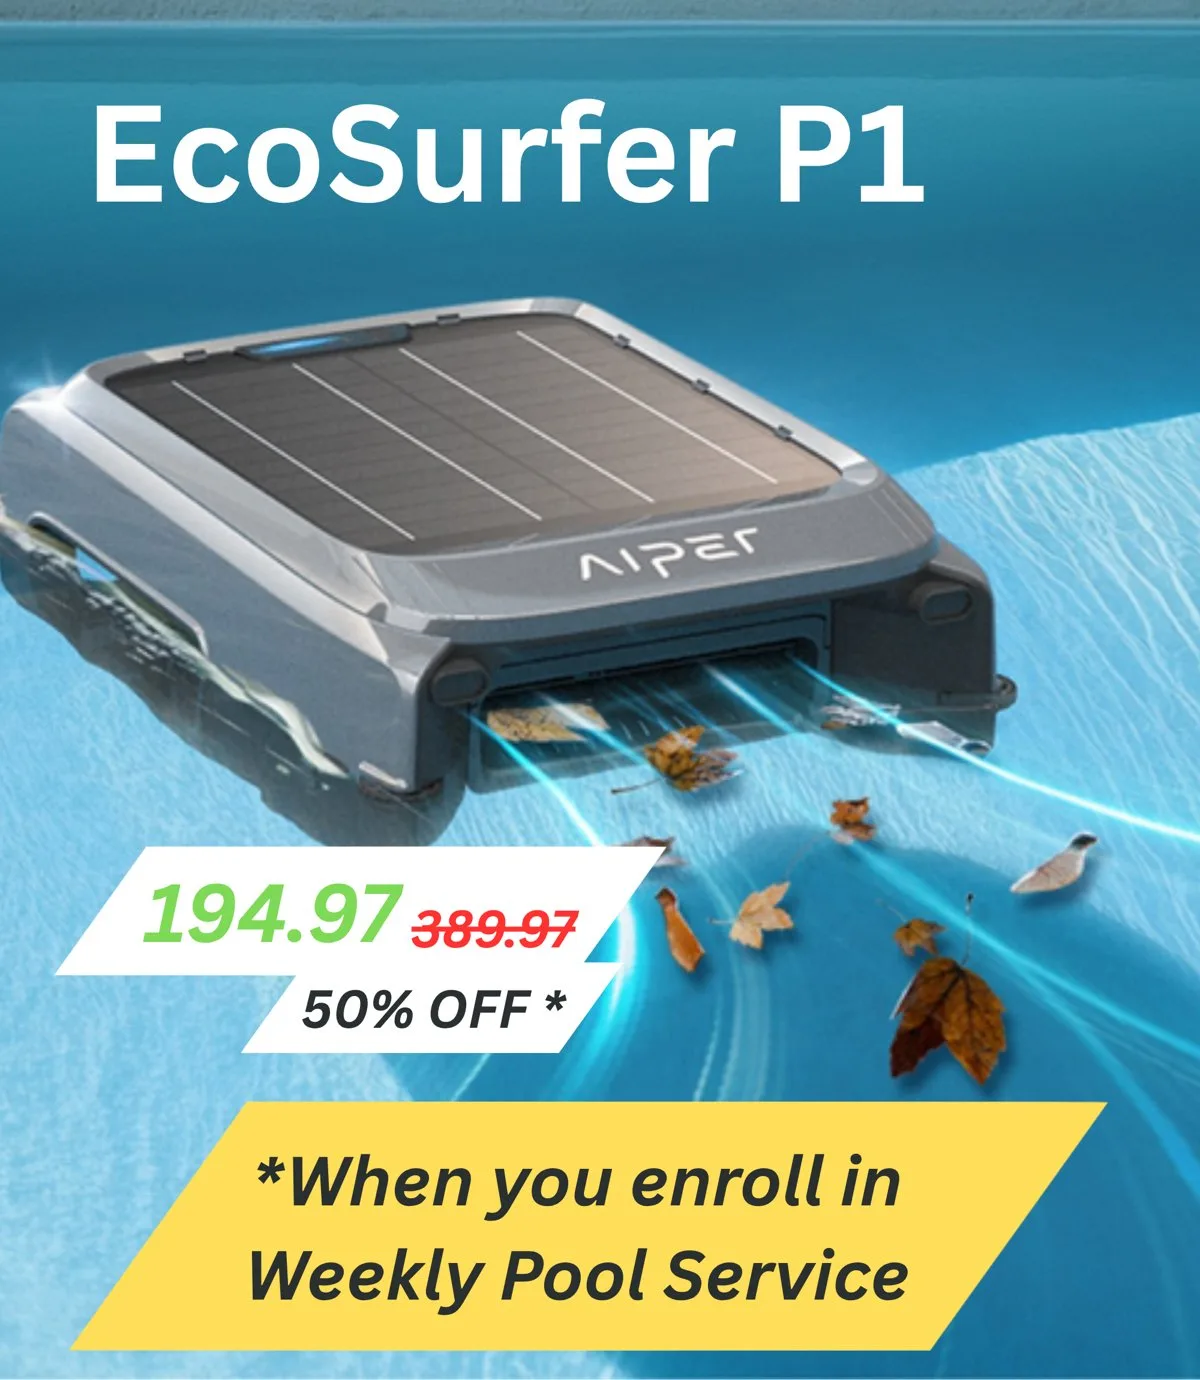 EcoSurfer P1
AIPER
194.97 389.97
50% OFF *
*When you enroll in
Weekly Pool Service